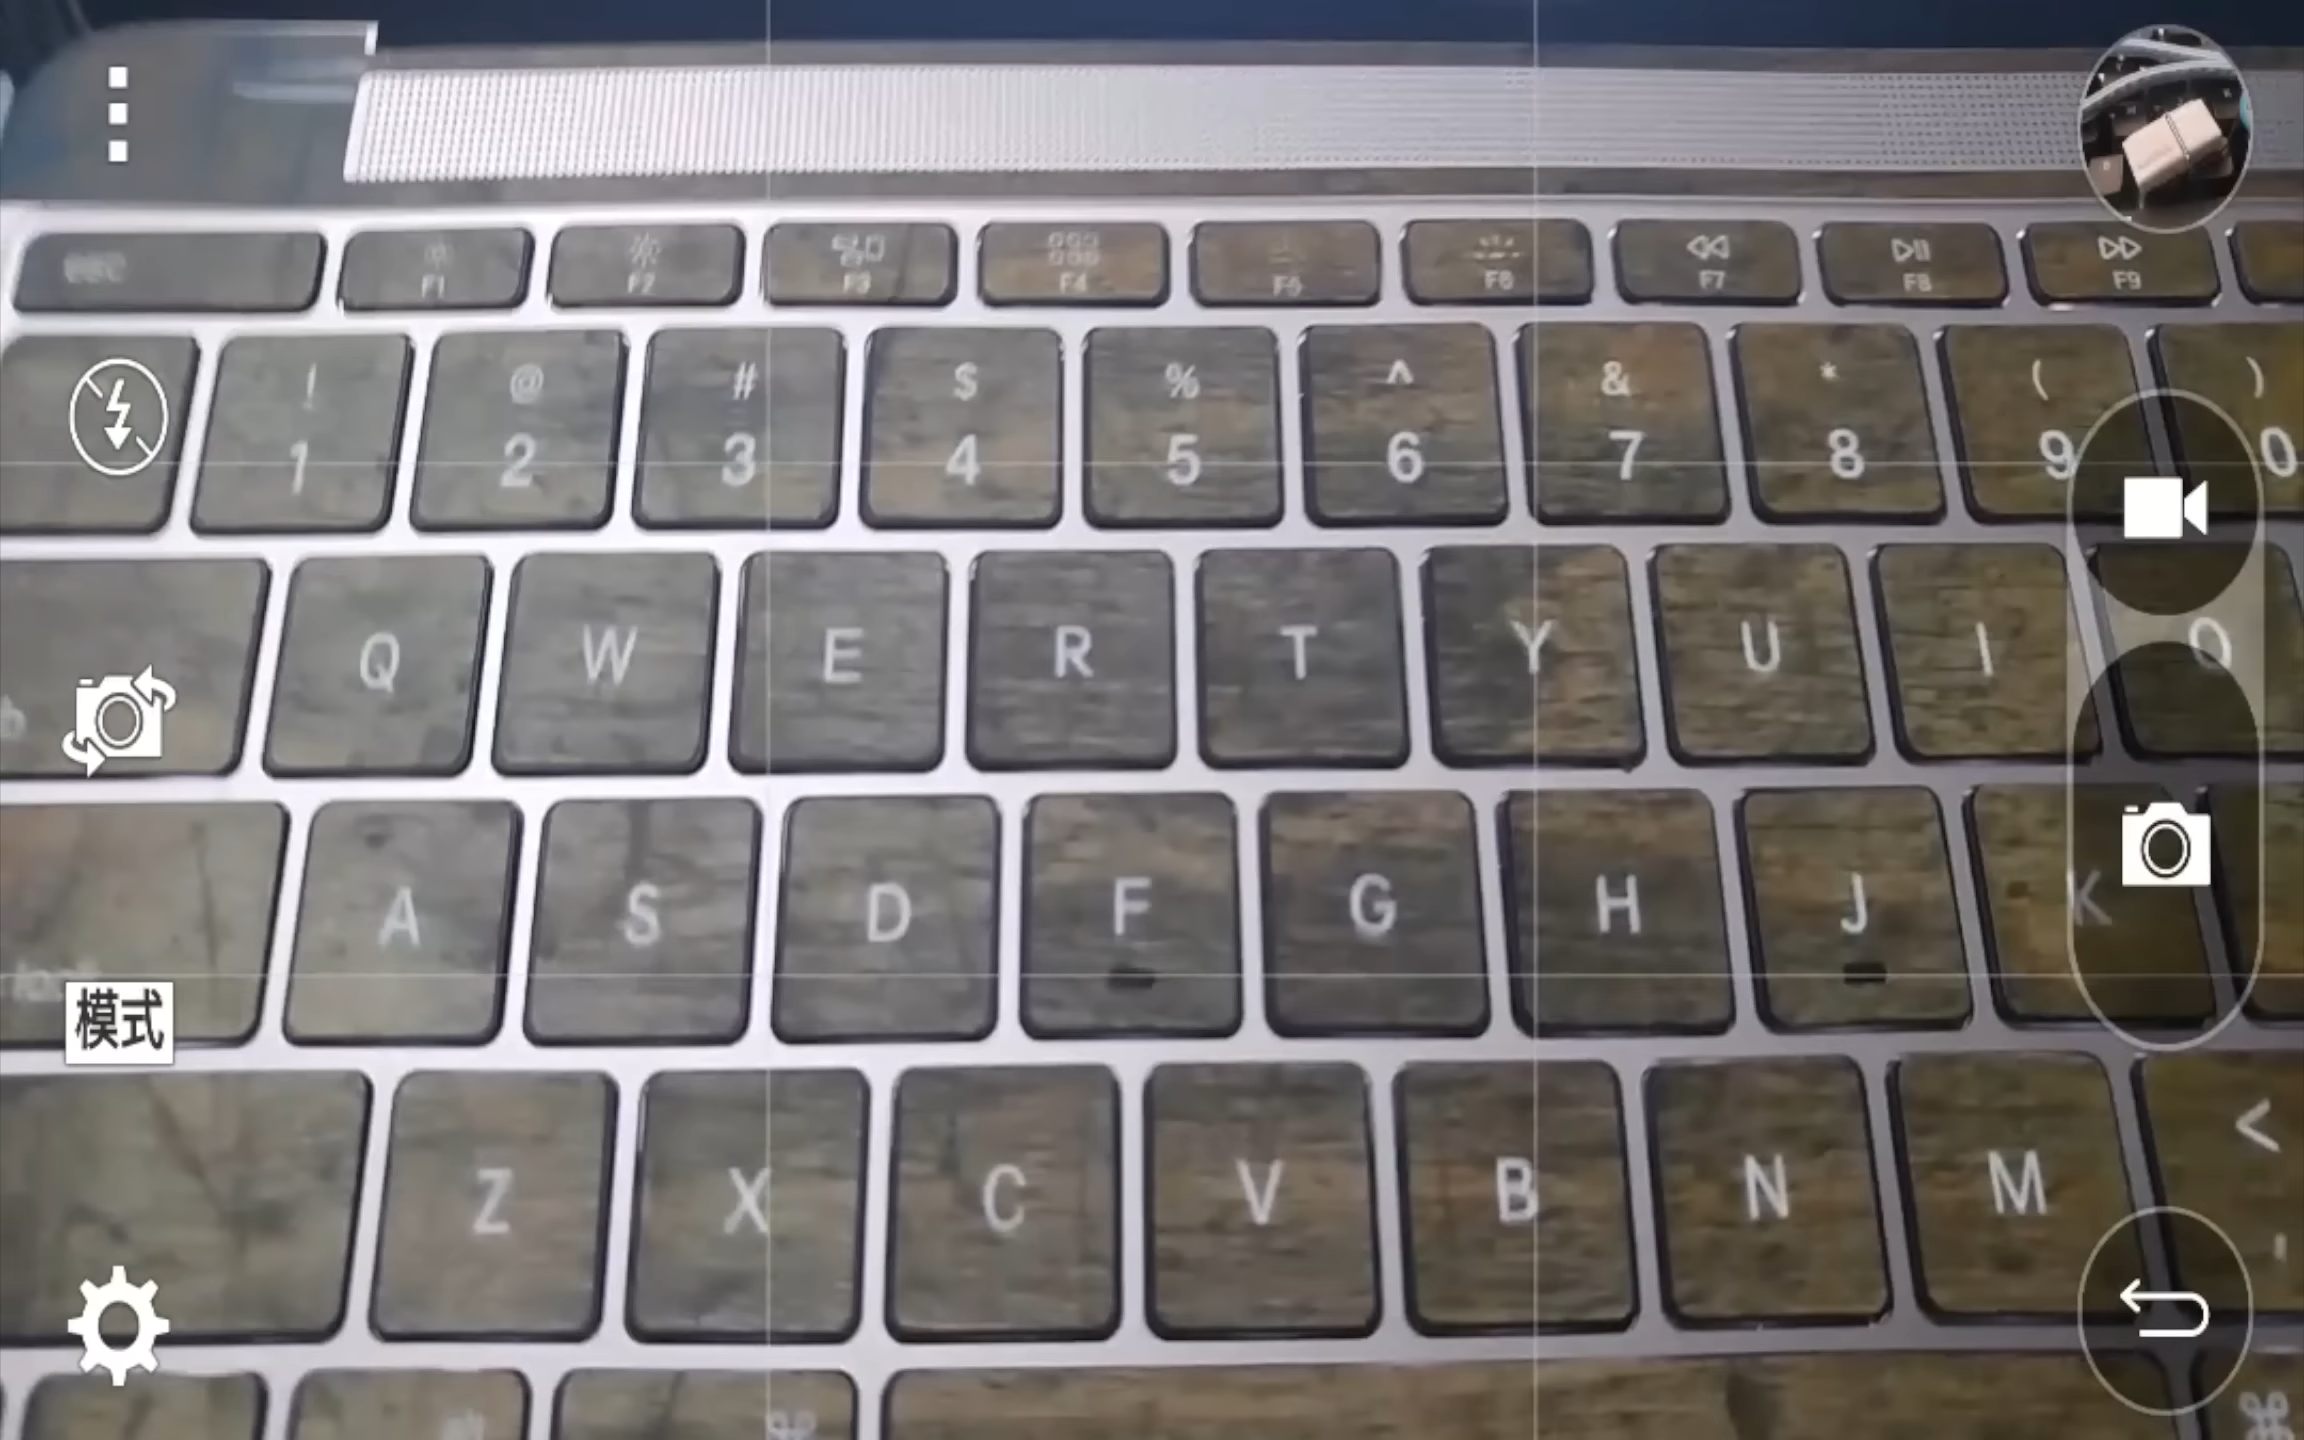 esc
F1 F2 F3 F4 F5 F6 F7 F8 F9
! @ # $ % ^ & * ( )
1 2 3 4 5 6 7 8 9 0
Q W E R T Y U I O
A S D F G H J K
模式
Z X C V B N M <
,
⌘ ⌘